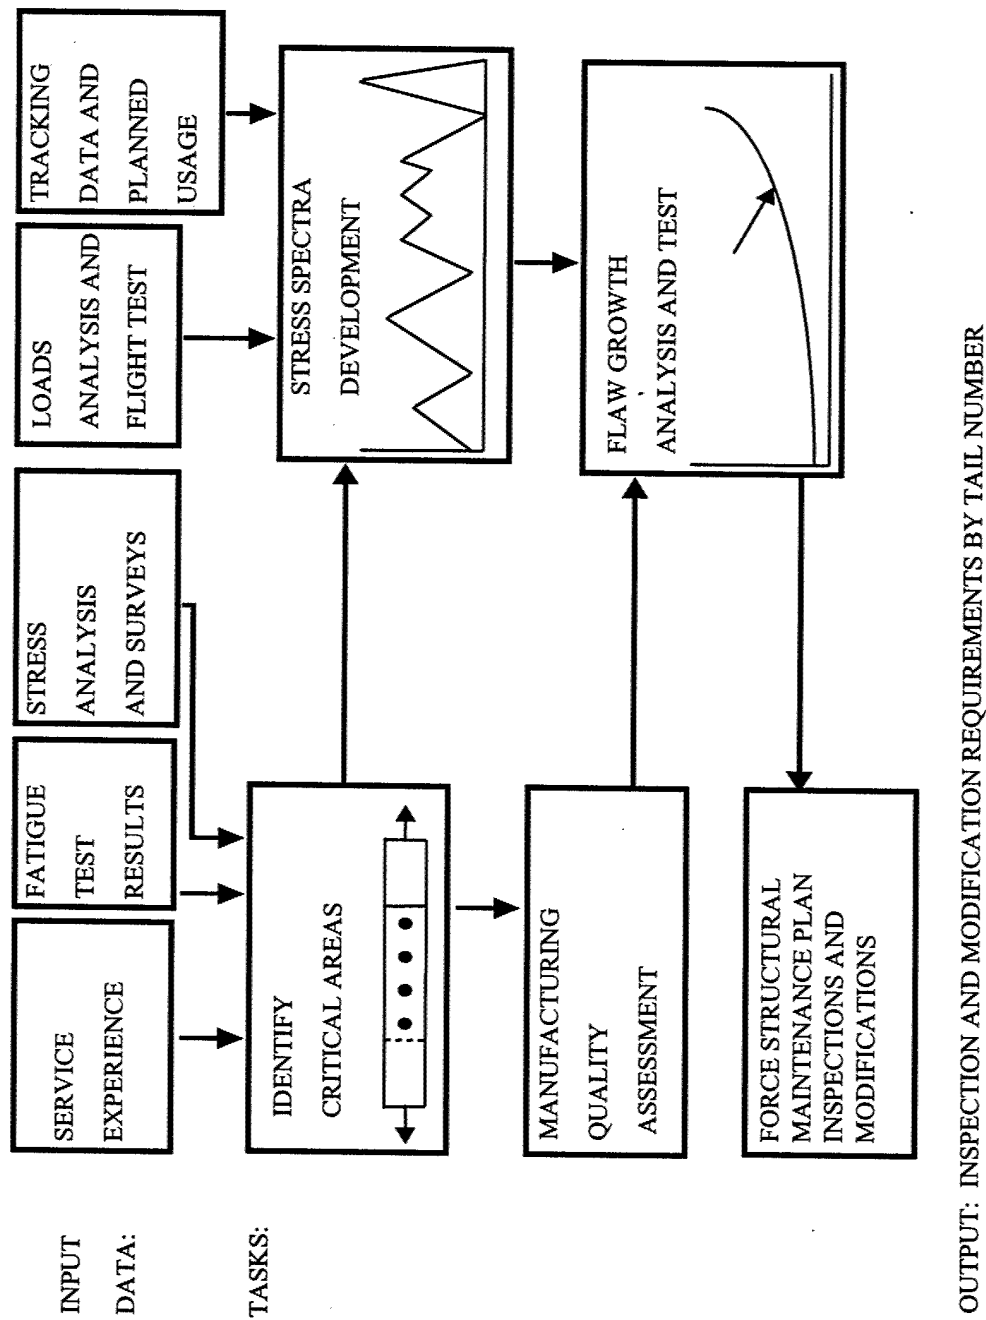 INPUT
DATA:
SERVICE
EXPERIENCE
FATIGUE
TEST
RESULTS
STRESS
ANALYSIS
AND SURVEYS
LOADS
ANALYSIS AND
FLIGHT TEST
TRACKING
DATA AND
PLANNED
USAGE
TASKS:
IDENTIFY
CRITICAL AREAS
STRESS SPECTRA
DEVELOPMENT
MANUFACTURING
QUALITY
ASSESSMENT
FLAW GROWTH
ANALYSIS AND TEST
FORCE STRUCTURAL
MAINTENANCE PLAN
INSPECTIONS AND
MODIFICATIONS
OUTPUT: INSPECTION AND MODIFICATION REQUIREMENTS BY TAIL NUMBER